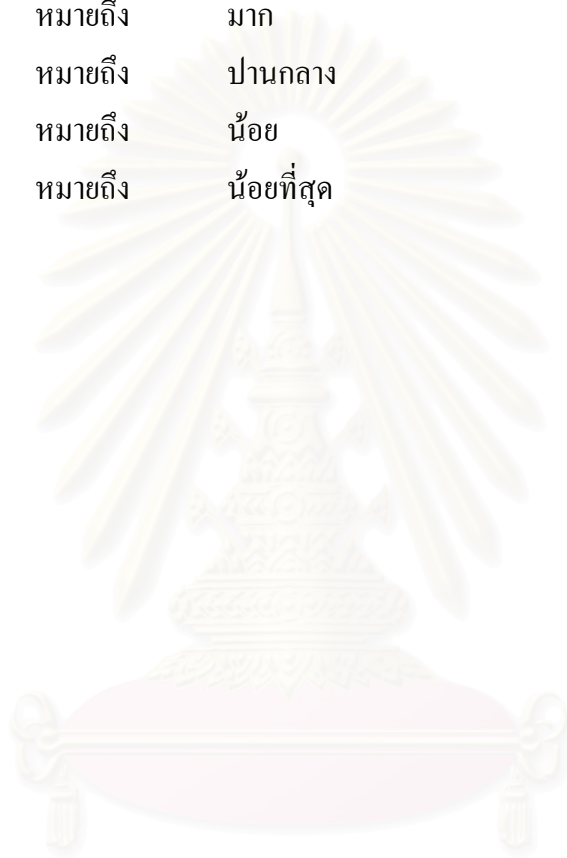 หมายถึง มาก
หมายถึง ปานกลาง
หมายถึง น้อย
หมายถึง น้อยที่สุด